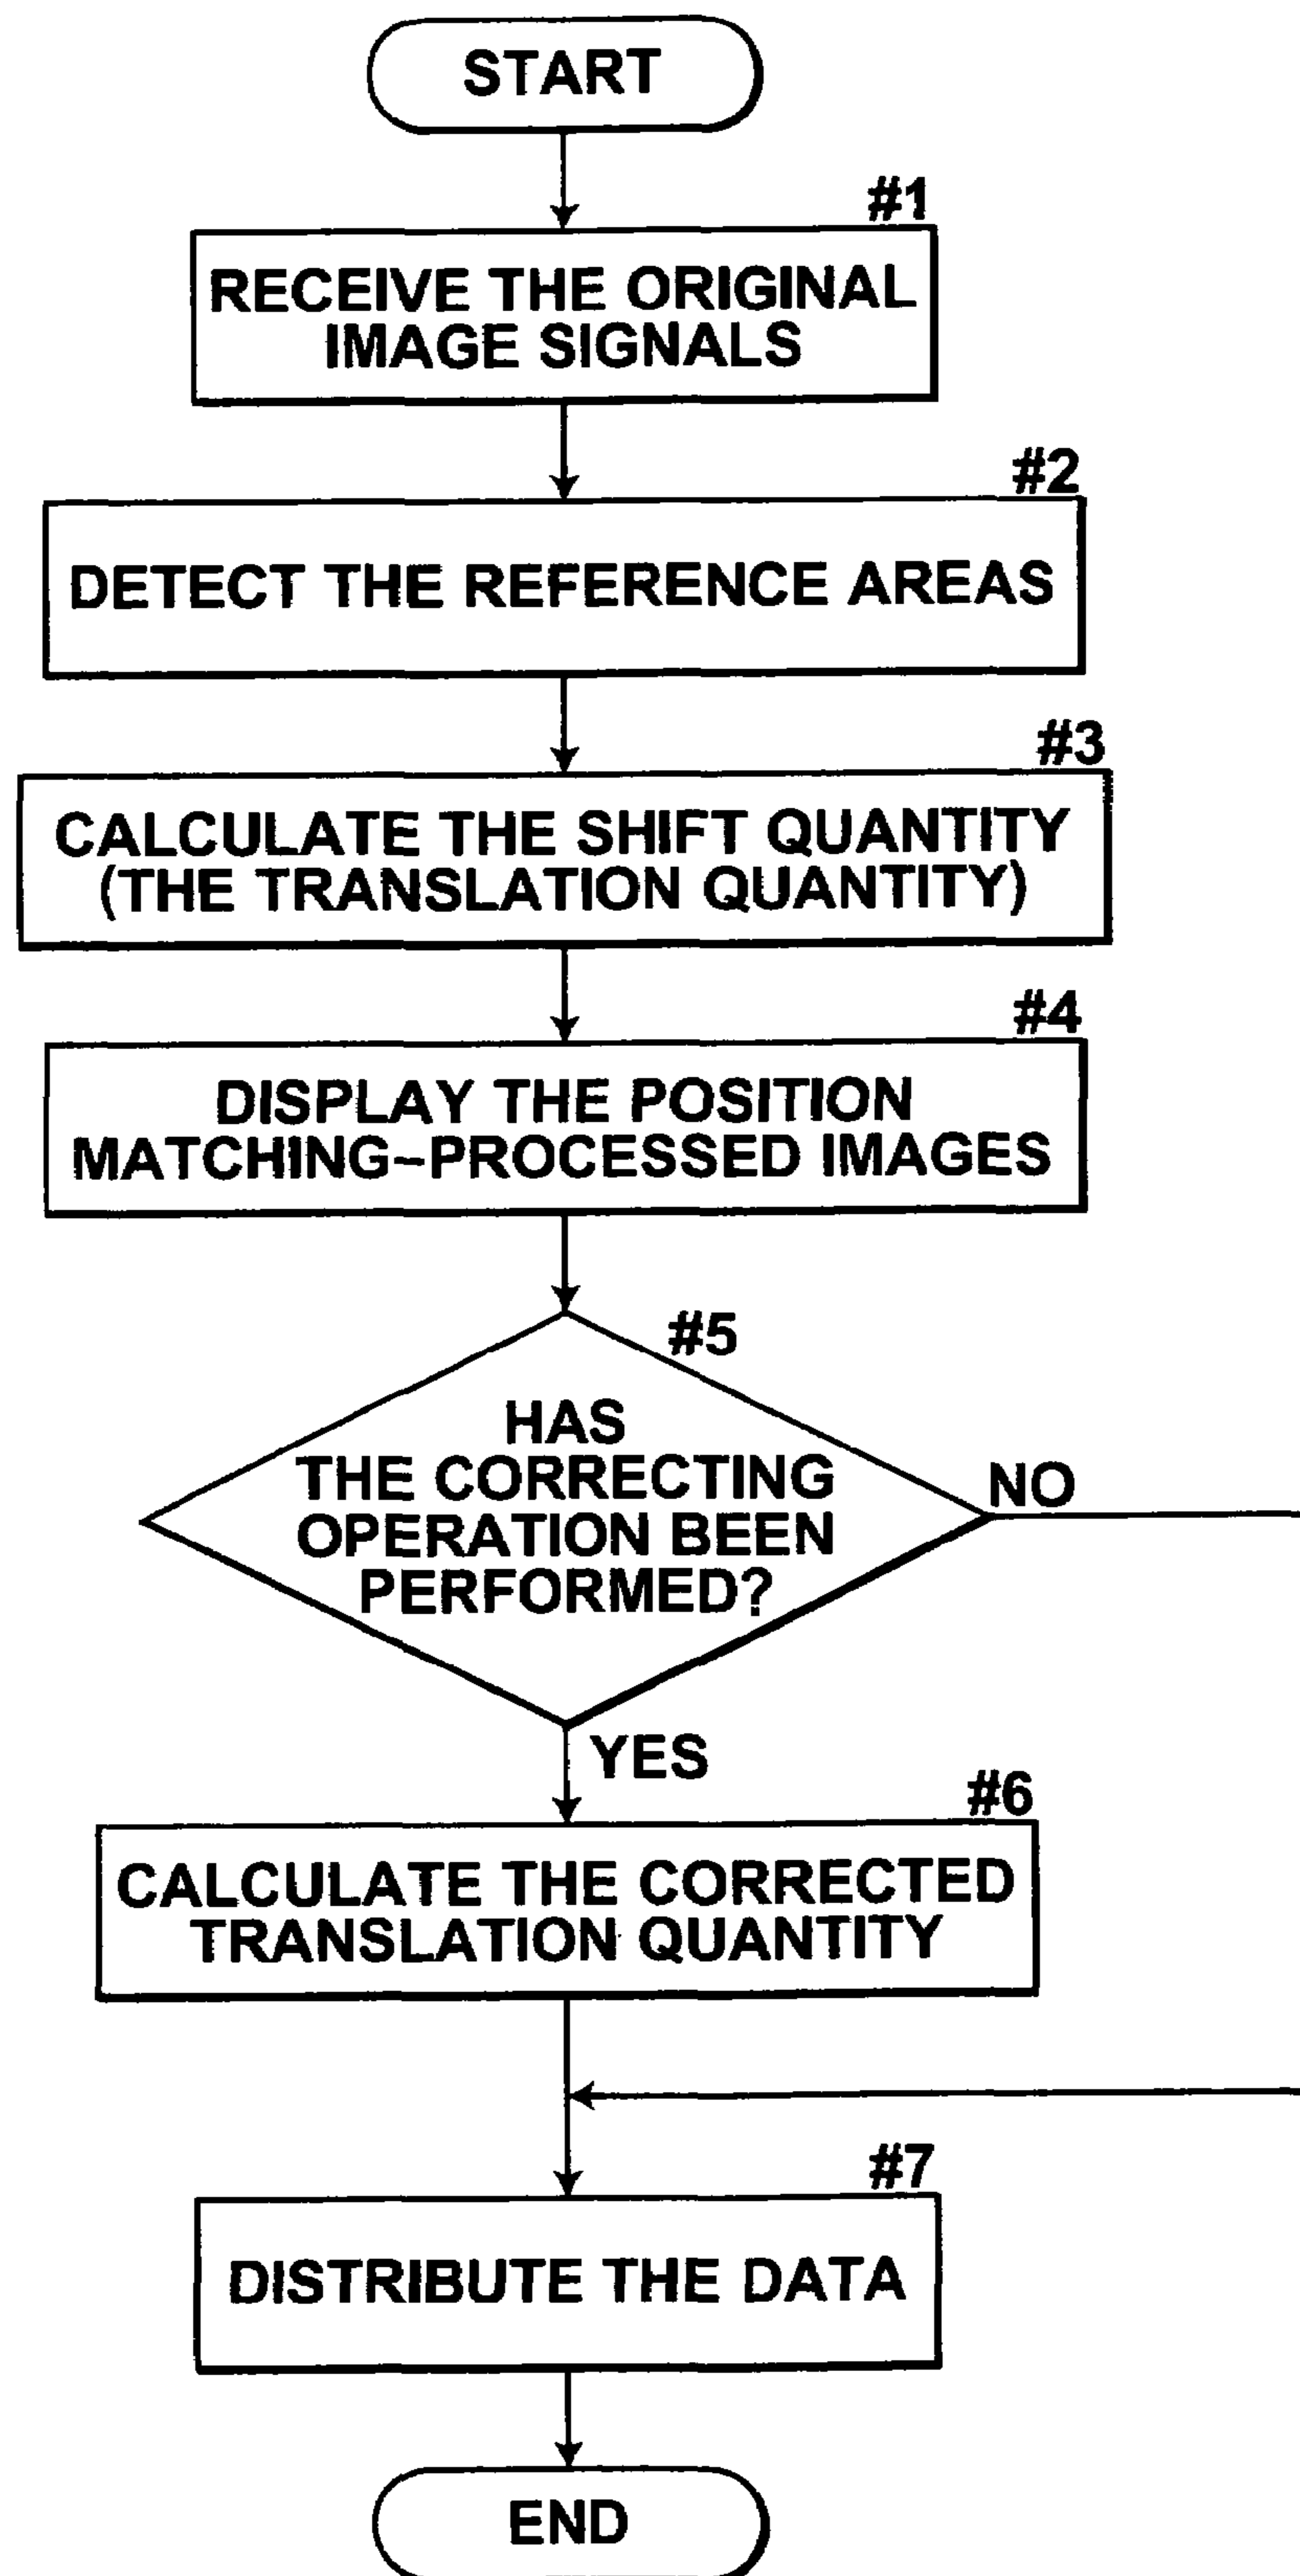 START
#1
RECEIVE THE ORIGINAL
IMAGE SIGNALS
#2
DETECT THE REFERENCE AREAS
#3
CALCULATE THE SHIFT QUANTITY
(THE TRANSLATION QUANTITY)
#4
DISPLAY THE POSITION
MATCHING-PROCESSED IMAGES
#5
HAS
THE CORRECTING
OPERATION BEEN
PERFORMED?
NO
YES
#6
CALCULATE THE CORRECTED
TRANSLATION QUANTITY
#7
DISTRIBUTE THE DATA
END